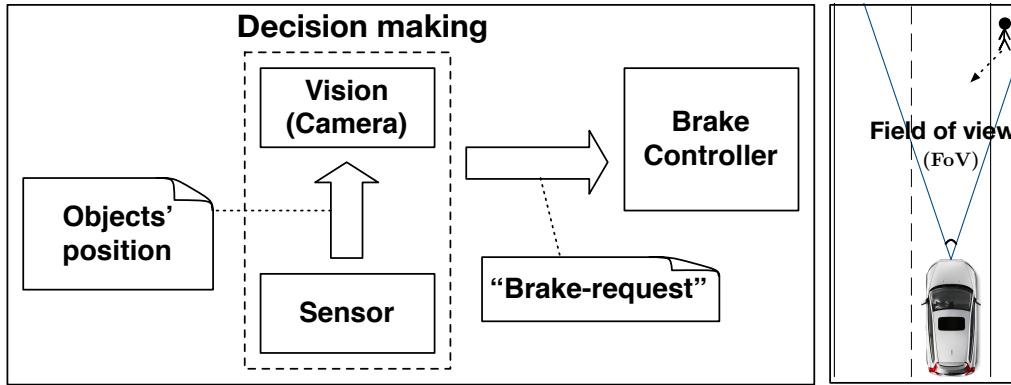 Decision making
Vision
(Camera)
Brake
Controller
Objects’
position
“Brake-request”
Sensor
Field of view
(FoV)